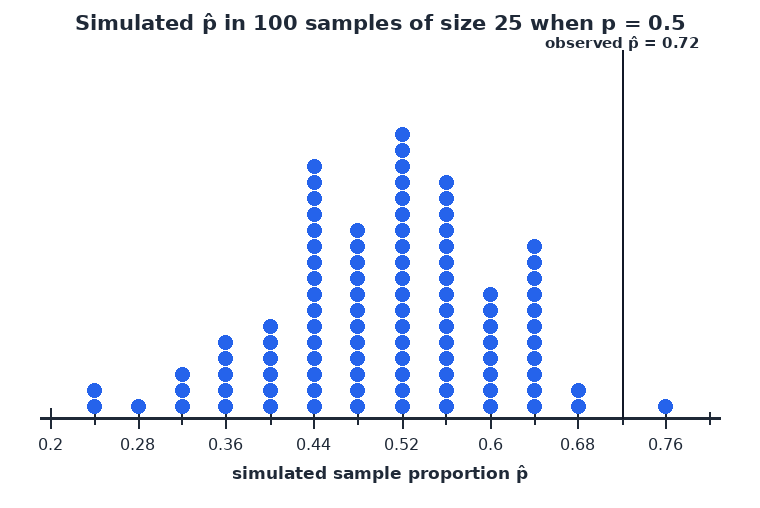 Simulated p̂ in 100 samples of size 25 when p = 0.5
observed p̂ = 0.72
0.2 0.28 0.36 0.44 0.52 0.6 0.68 0.76
simulated sample proportion p̂